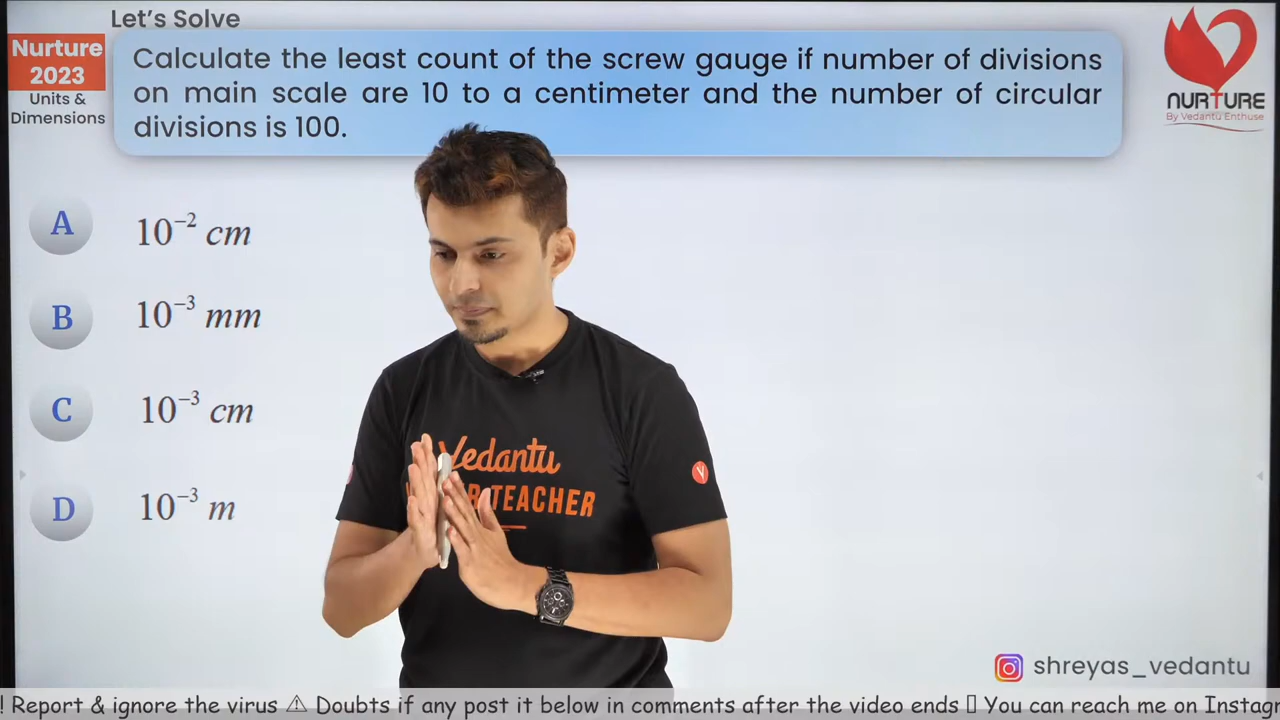 Let's Solve
Nurture
2023
Units &
Dimensions
Calculate the least count of the screw gauge if number of divisions
on main scale are 10 to a centimeter and the number of circular
divisions is 100.
NURTURE
By Vedantu Enthuse
A 10⁻² cm
B 10⁻³ mm
C 10⁻³ cm
D 10⁻³ m
Vedantu
TEACHER
shreyas_vedantu
! Report & ignore the virus ⚠ Doubts if any post it below in comments after the video ends ▯ You can reach me on Instagr